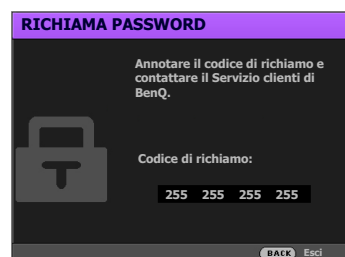 RICHIAMA PASSWORD
Annotare il codice di richiamo e
contattare il Servizio clienti di
BenQ.
Codice di richiamo:
255 255 255 255
BACK Esci